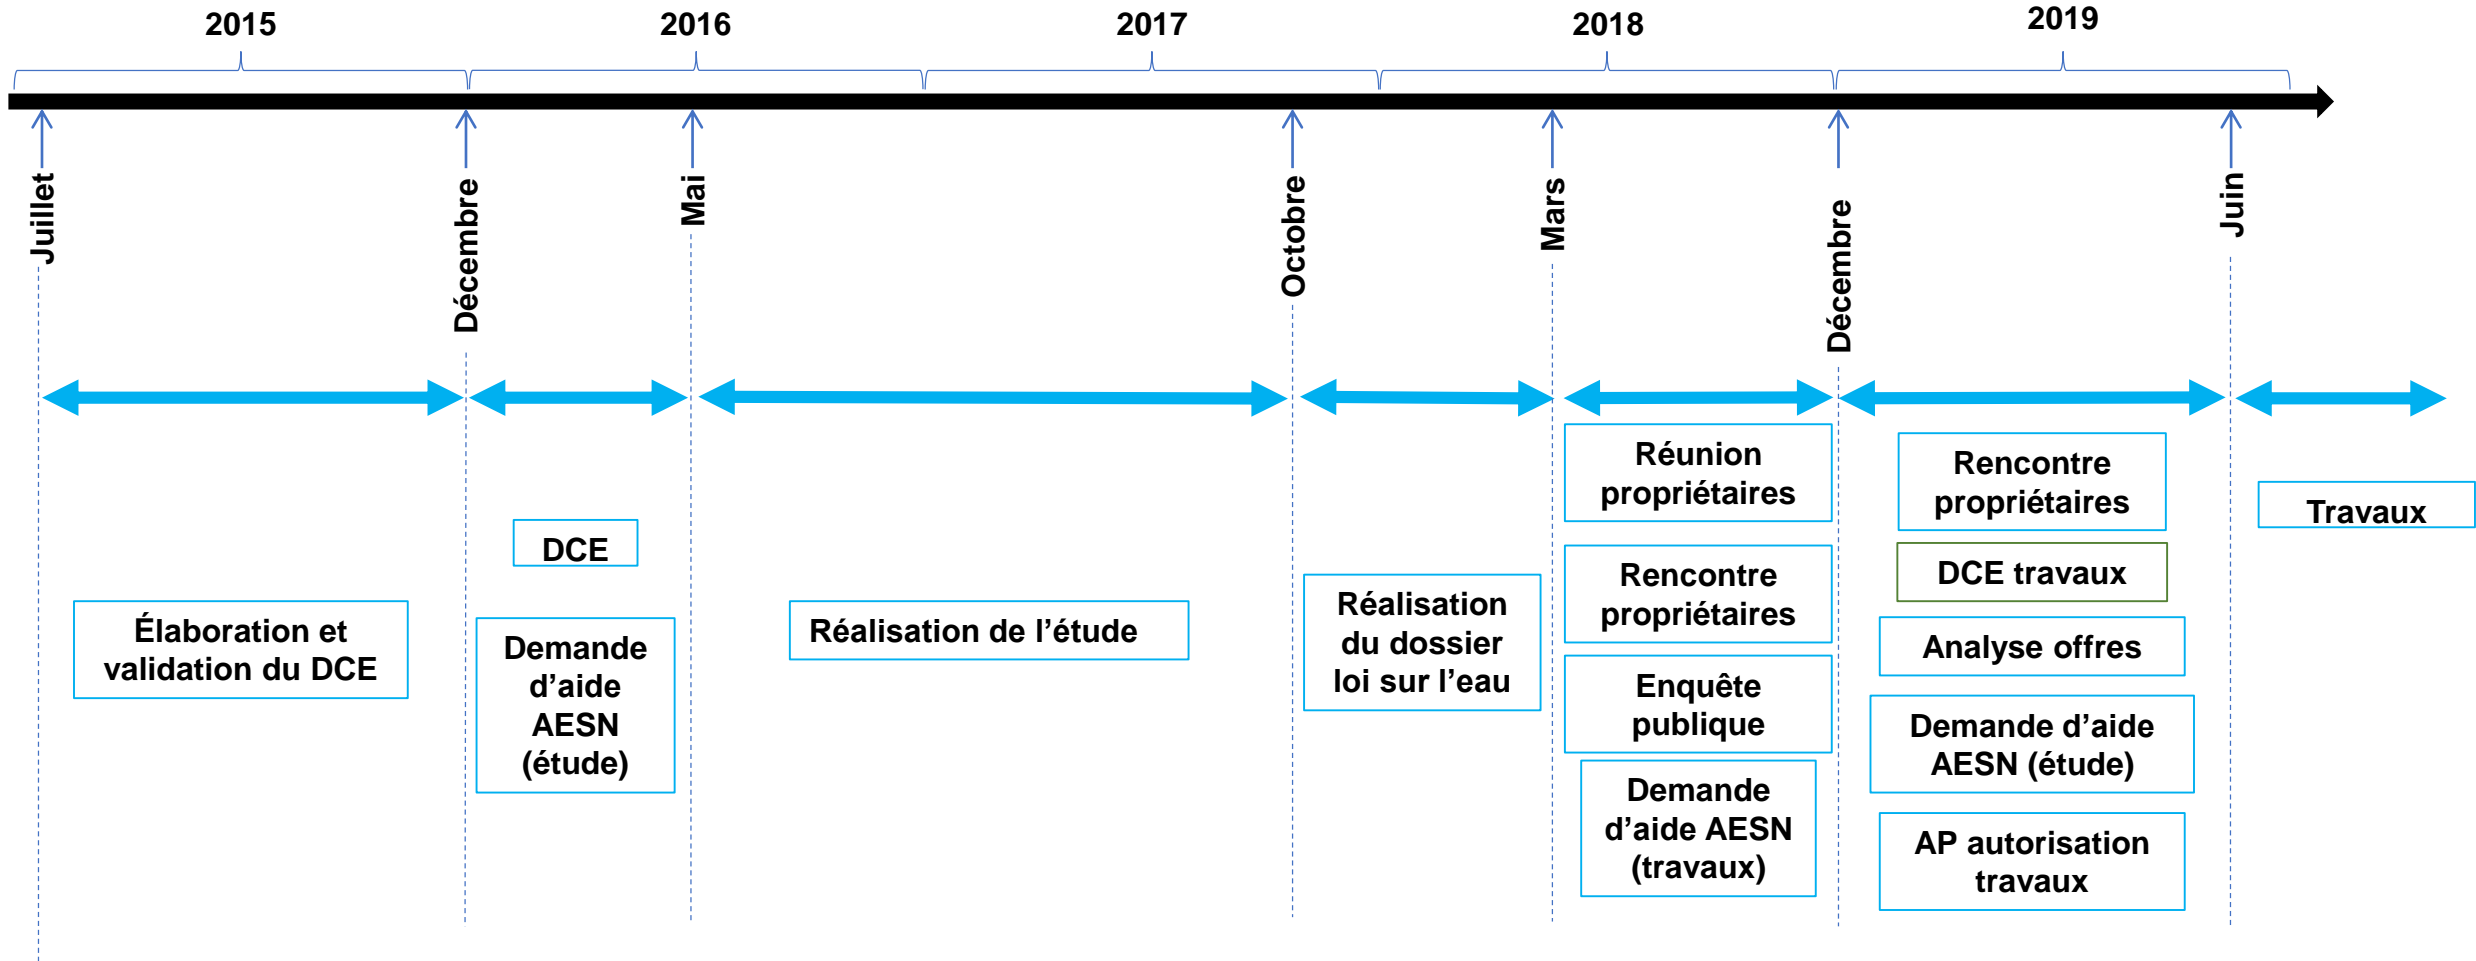 2015
2016
2017
2018
2019
Juillet
Décembre
Mai
Octobre
Mars
Décembre
Juin
Élaboration et
validation du DCE
DCE
Demande
d’aide
AESN
(étude)
Réalisation de l’étude
Réalisation
du dossier
loi sur l’eau
Réunion
propriétaires
Rencontre
propriétaires
Enquête
publique
Demande
d’aide AESN
(travaux)
Rencontre
propriétaires
DCE travaux
Analyse offres
Demande d’aide
AESN (étude)
AP autorisation
travaux
Travaux